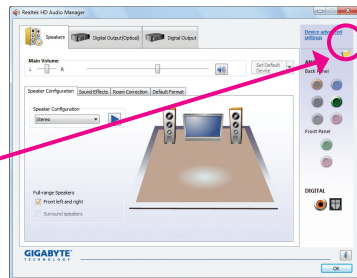 Realtek HD Audio Manager
Speakers
Digital Output(Optical)
Digital Output
Device advanced
settings
Main Volume
L
R
Set Default
Device
AN
Back Panel
Speaker Configuration
Sound Effects
Room Correction
Default Format
Speaker Configuration
Stereo
Front Panel
Full-range Speakers
Front left and right
Surround speakers
DIGITAL
GIGABYTE
TECHNOLOGY
OK